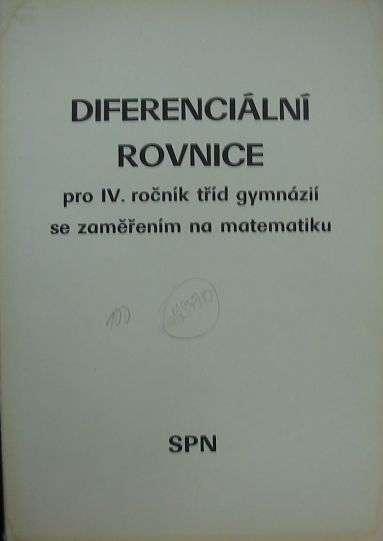 DIFERENCIÁLNÍ
ROVNICE
pro IV. ročník tříd gymnázií
se zaměřením na matematiku
SPN